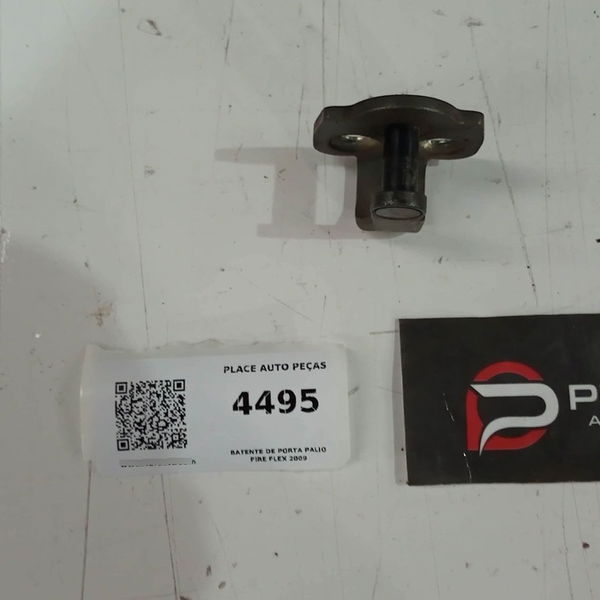 PLACE AUTO PEÇAS
4495
BATENTE DE PORTA PALIO
FIRE FLEX 2009
P
A